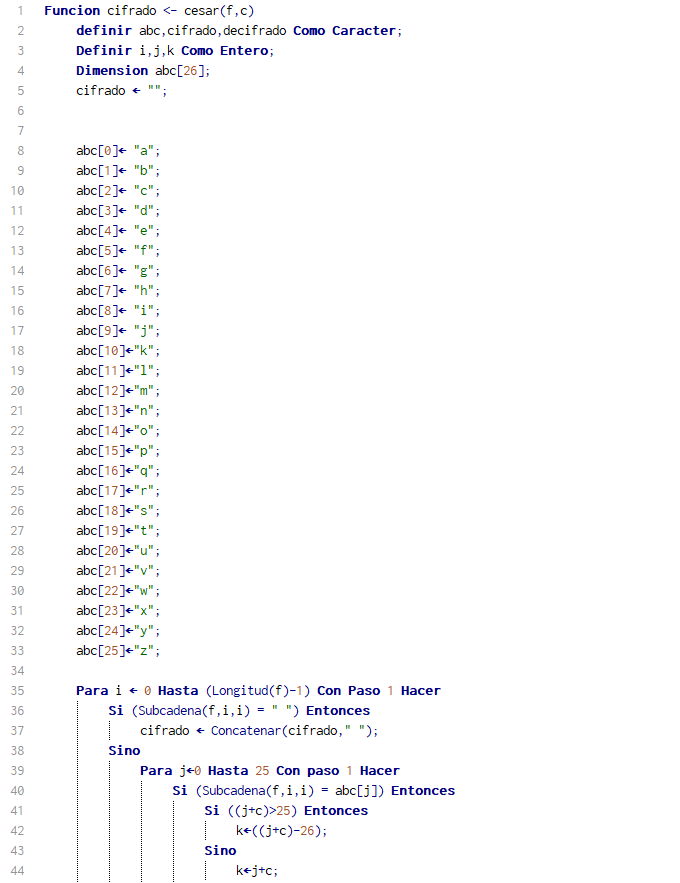 1 Funcion cifrado <- cesar(f,c)
2 definir abc,cifrado,decifrado Como Caracter;
3 Definir i,j,k Como Entero;
4 Dimension abc[26];
5 cifrado ← "";
6
7
8 abc[0]← "a";
9 abc[1]← "b";
10 abc[2]← "c";
11 abc[3]← "d";
12 abc[4]← "e";
13 abc[5]← "f";
14 abc[6]← "g";
15 abc[7]← "h";
16 abc[8]← "i";
17 abc[9]← "j";
18 abc[10]←"k";
19 abc[11]←"l";
20 abc[12]←"m";
21 abc[13]←"n";
22 abc[14]←"o";
23 abc[15]←"p";
24 abc[16]←"q";
25 abc[17]←"r";
26 abc[18]←"s";
27 abc[19]←"t";
28 abc[20]←"u";
29 abc[21]←"v";
30 abc[22]←"w";
31 abc[23]←"x";
32 abc[24]←"y";
33 abc[25]←"z";
34
35 Para i ← 0 Hasta (Longitud(f)-1) Con Paso 1 Hacer
36 Si (Subcadena(f,i,i) = " ") Entonces
37 cifrado ← Concatenar(cifrado," ");
38 Sino
39 Para j←0 Hasta 25 Con paso 1 Hacer
40 Si (Subcadena(f,i,i) = abc[j]) Entonces
41 Si ((j+c)>25) Entonces
42 k←((j+c)-26);
43 Sino
44 k←j+c;